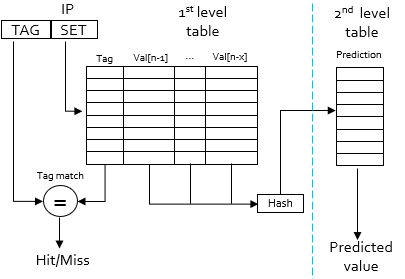 IP
TAG SET
1st level
table
2nd level
table
Tag Val[n-1] ... Val[n-x]
Prediction
Tag match
=
Hash
Hit/Miss
Predicted
value